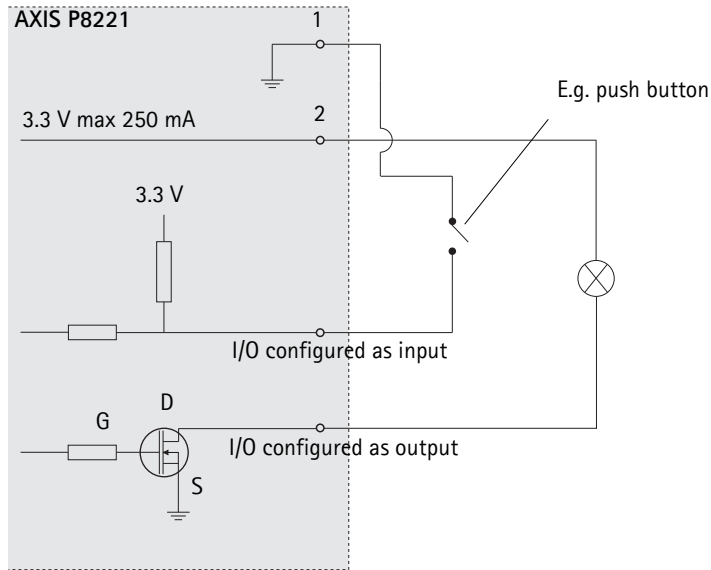 AXIS P8221
1
E.g. push button
3.3 V max 250 mA
2
3.3 V
I/O configured as input
D
G
I/O configured as output
S